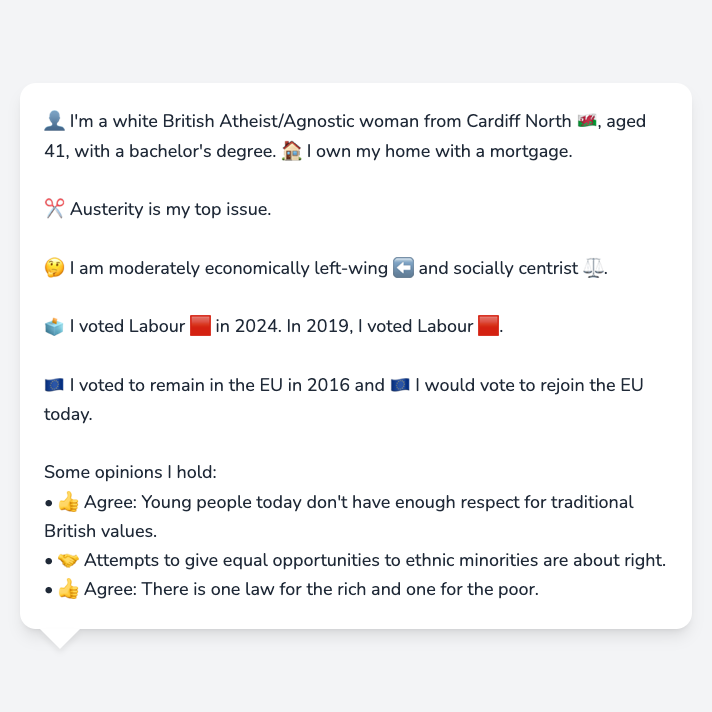 👤 I'm a white British Atheist/Agnostic woman from Cardiff North 🏴󠁧󠁢󠁷󠁬󠁳󠁿, aged
41, with a bachelor's degree. 🏠 I own my home with a mortgage.
✂️ Austerity is my top issue.
🤔 I am moderately economically left-wing ⬅️ and socially centrist ⚖️.
🗳️ I voted Labour 🟥 in 2024. In 2019, I voted Labour 🟥.
🇪🇺 I voted to remain in the EU in 2016 and 🇪🇺 I would vote to rejoin the EU
today.
Some opinions I hold:
• 👍 Agree: Young people today don't have enough respect for traditional
British values.
• 🤝 Attempts to give equal opportunities to ethnic minorities are about right.
• 👍 Agree: There is one law for the rich and one for the poor.